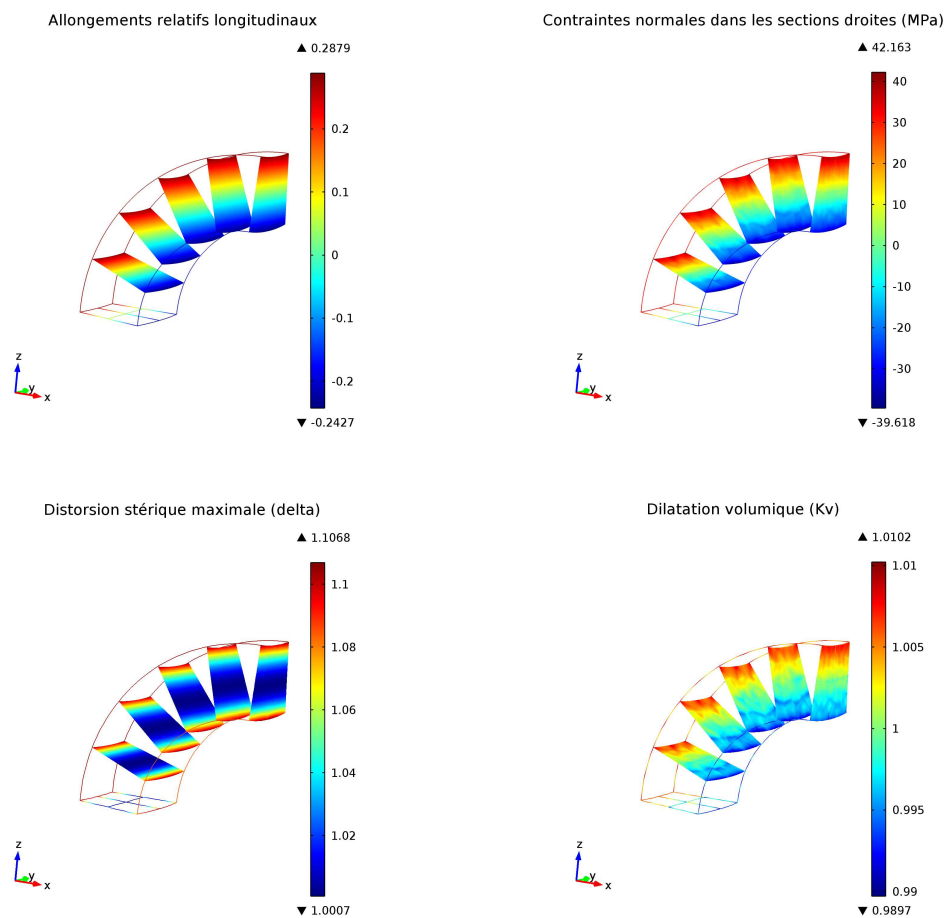 Allongements relatifs longitudinaux
▲ 0.2879
0.2
0.1
0
-0.1
-0.2
▼ -0.2427
z
y
x
Contraintes normales dans les sections droites (MPa)
▲ 42.163
40
30
20
10
0
-10
-20
-30
▼ -39.618
z
y
x
Distorsion stérique maximale (delta)
▲ 1.1068
1.1
1.08
1.06
1.04
1.02
▼ 1.0007
z
y
x
Dilatation volumique (Kv)
▲ 1.0102
1.01
1.005
1
0.995
0.99
▼ 0.9897
z
y
x